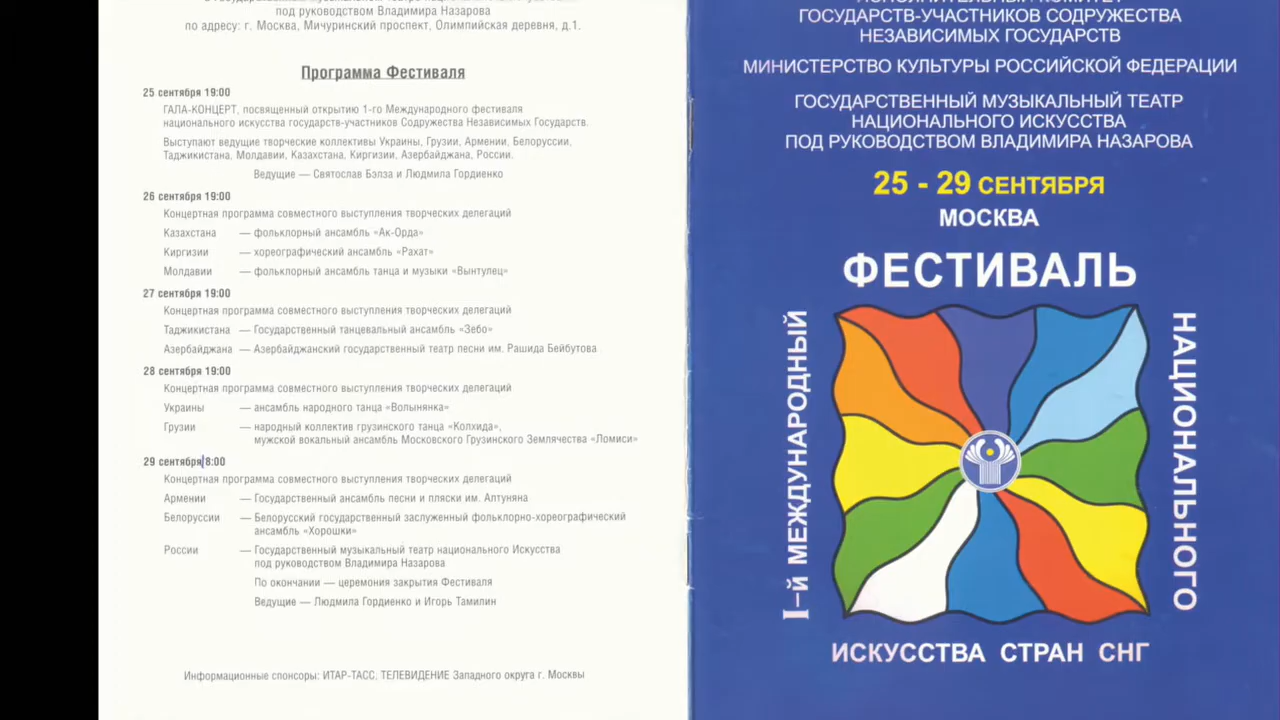 под руководством Владимира Назарова
по адресу: г. Москва, Мичуринский проспект, Олимпийская деревня, д.1.
Программа Фестиваля
25 сентября 19:00
ГАЛА-КОНЦЕРТ, посвященный открытию 1-го Международного фестиваля
национального искусства государств-участников Содружества Независимых Государств.
Выступают ведущие творческие коллективы Украины, Грузии, Армении, Белоруссии,
Таджикистана, Молдавии, Казахстана, Киргизии, Азербайджана, России.
Ведущие — Святослав Бэлза и Людмила Гордиенко
26 сентября 19:00
Концертная программа совместного выступления творческих делегаций
Казахстана — фольклорный ансамбль «Ак-Орда»
Киргизии — хореографический ансамбль «Рахат»
Молдавии — фольклорный ансамбль танца и музыки «Вынтулец»
27 сентября 19:00
Концертная программа совместного выступления творческих делегаций
Таджикистана — Государственный танцевальный ансамбль «Зебо»
Азербайджана — Азербайджанский государственный театр песни им. Рашида Бейбутова
28 сентября 19:00
Концертная программа совместного выступления творческих делегаций
Украины — ансамбль народного танца «Волынянка»
Грузии — народный коллектив грузинского танца «Колхида»,
мужской вокальный ансамбль Московского Грузинского Землячества «Ломиси»
29 сентября 8:00
Концертная программа совместного выступления творческих делегаций
Армении — Государственный ансамбль песни и пляски им. Алтуняна
Белоруссии — Белорусский государственный заслуженный фольклорно-хореографический
ансамбль «Хорошки»
России — Государственный музыкальный театр национального Искусства
под руководством Владимира Назарова
По окончании — церемония закрытия Фестиваля
Ведущие — Людмила Гордиенко и Игорь Тамилин
Информационные спонсоры: ИТАР-ТАСС, ТЕЛЕВИДЕНИЕ Западного округа г. Москвы
ГОСУДАРСТВ-УЧАСТНИКОВ СОДРУЖЕСТВА
НЕЗАВИСИМЫХ ГОСУДАРСТВ
МИНИСТЕРСТВО КУЛЬТУРЫ РОССИЙСКОЙ ФЕДЕРАЦИИ
ГОСУДАРСТВЕННЫЙ МУЗЫКАЛЬНЫЙ ТЕАТР
НАЦИОНАЛЬНОГО ИСКУССТВА
ПОД РУКОВОДСТВОМ ВЛАДИМИРА НАЗАРОВА
25 - 29 СЕНТЯБРЯ
МОСКВА
ФЕСТИВАЛЬ
I–й МЕЖДУНАРОДНЫЙ
НАЦИОНАЛЬНОГО
ИСКУССТВА СТРАН СНГ